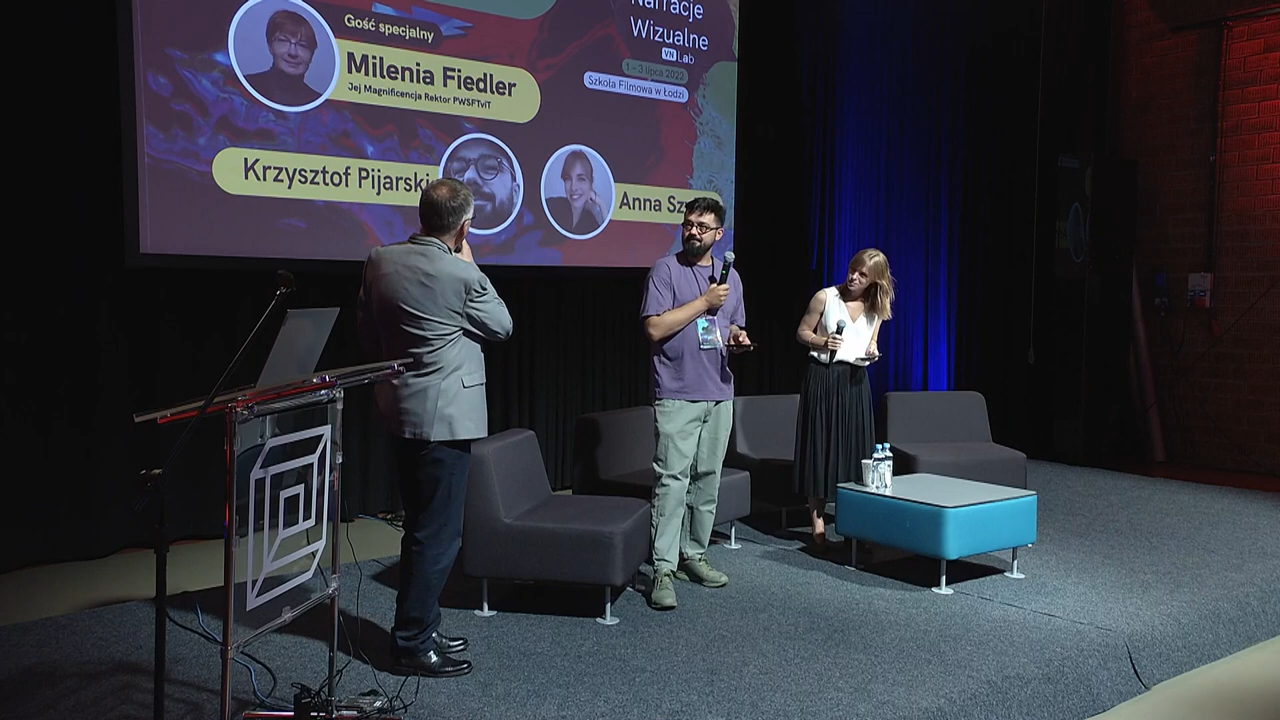 Gość specjalny
Milenia Fiedler
Jej Magnificencja Rektor PWSFTviT
Narracje
Wizualne
VN Lab
1 - 3 lipca 2022
Szkoła Filmowa w Łodzi
Krzysztof Pijarski
Anna